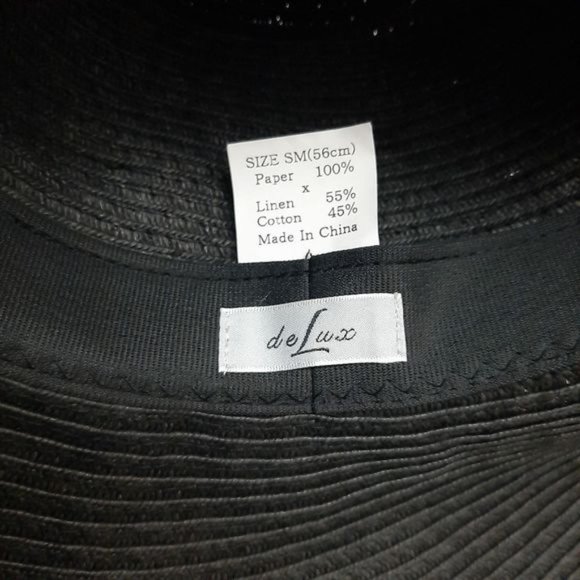 SIZE SM(56cm)
Paper 100%
x
Linen 55%
Cotton 45%
Made In China
deLux